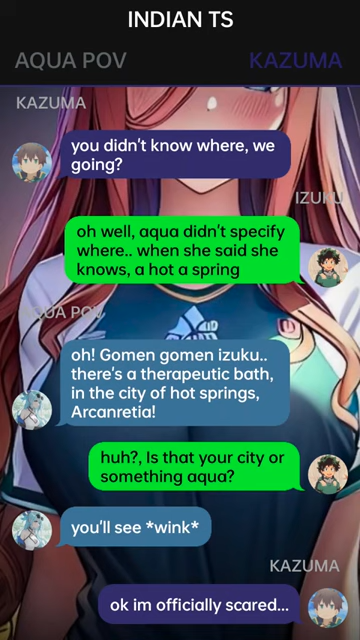 INDIAN TS
AQUA POV
KAZUMA
KAZUMA
you didn't know where, we
going?
IZUKU
oh well, aqua didn't specify
where.. when she said she
knows, a hot a spring
AQUA POV
oh! Gomen gomen izuku..
there's a therapeutic bath,
in the city of hot springs,
Arcanretia!
huh?, Is that your city or
something aqua?
you'll see *wink*
KAZUMA
ok im officially scared...